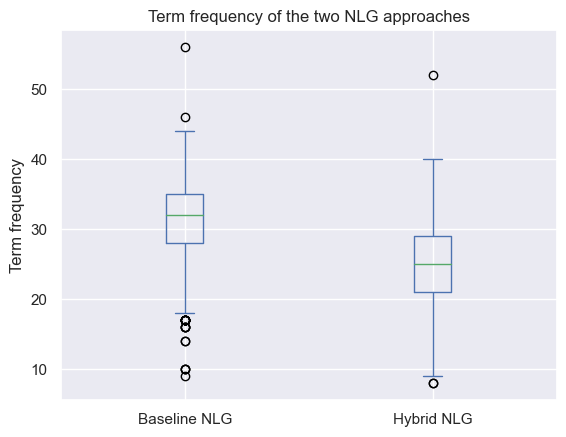 Term frequency of the two NLG approaches
Term frequency
50
40
30
20
10
Baseline NLG
Hybrid NLG